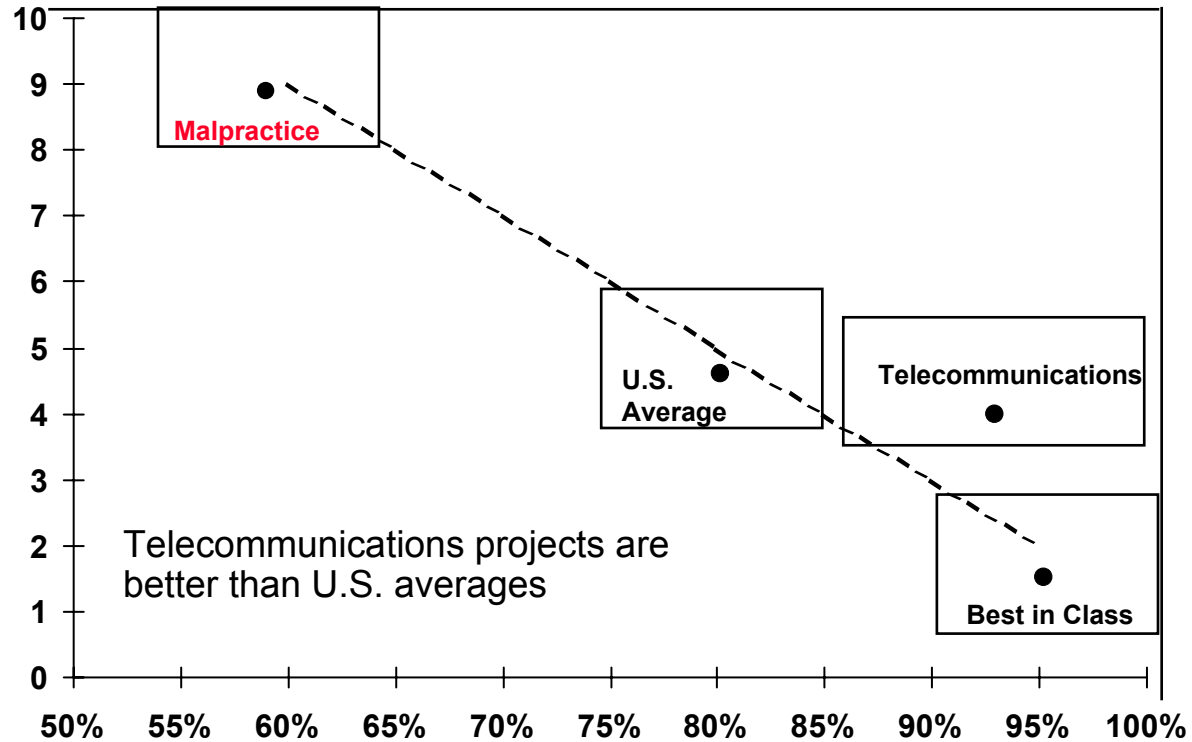 10
9
Malpractice
8
7
6
5
Telecommunications
U.S.
Average
4
3
Telecommunications projects are
2
better than U.S. averages
1
Best in Class
0
50% 55% 60% 65% 70% 75% 80% 85% 90% 95% 100%